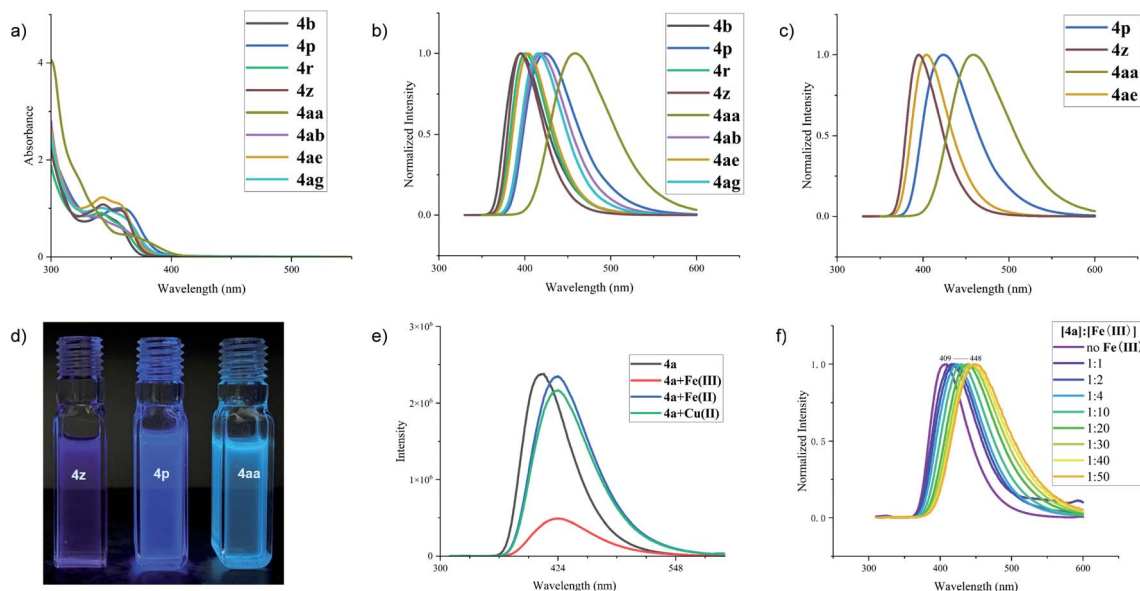 a)
4b
4p
4r
4z
4aa
4ab
4ae
4ag
Absorbance
4
2
0
300
400
500
Wavelength (nm)
b)
4b
4p
4r
4z
4aa
4ab
4ae
4ag
Normalized Intensity
1.0
0.5
0.0
300
400
500
600
Wavelength (nm)
c)
4p
4z
4aa
4ae
Normalized Intensity
1.0
0.5
0.0
300
400
500
600
Wavelength (nm)
d)
4z
4p
4aa
e)
4a
4a+Fe(III)
4a+Fe(II)
4a+Cu(II)
Intensity
3×10⁶
2×10⁶
1×10⁶
0
300
424
548
Wavelength (nm)
f)
[4a]:[Fe(III)]
no Fe(III)
1:1
1:2
1:4
1:10
1:20
1:30
1:40
1:50
409 448
Normalized Intensity
1.0
0.5
0.0
300
400
500
600
Wavelength (nm)